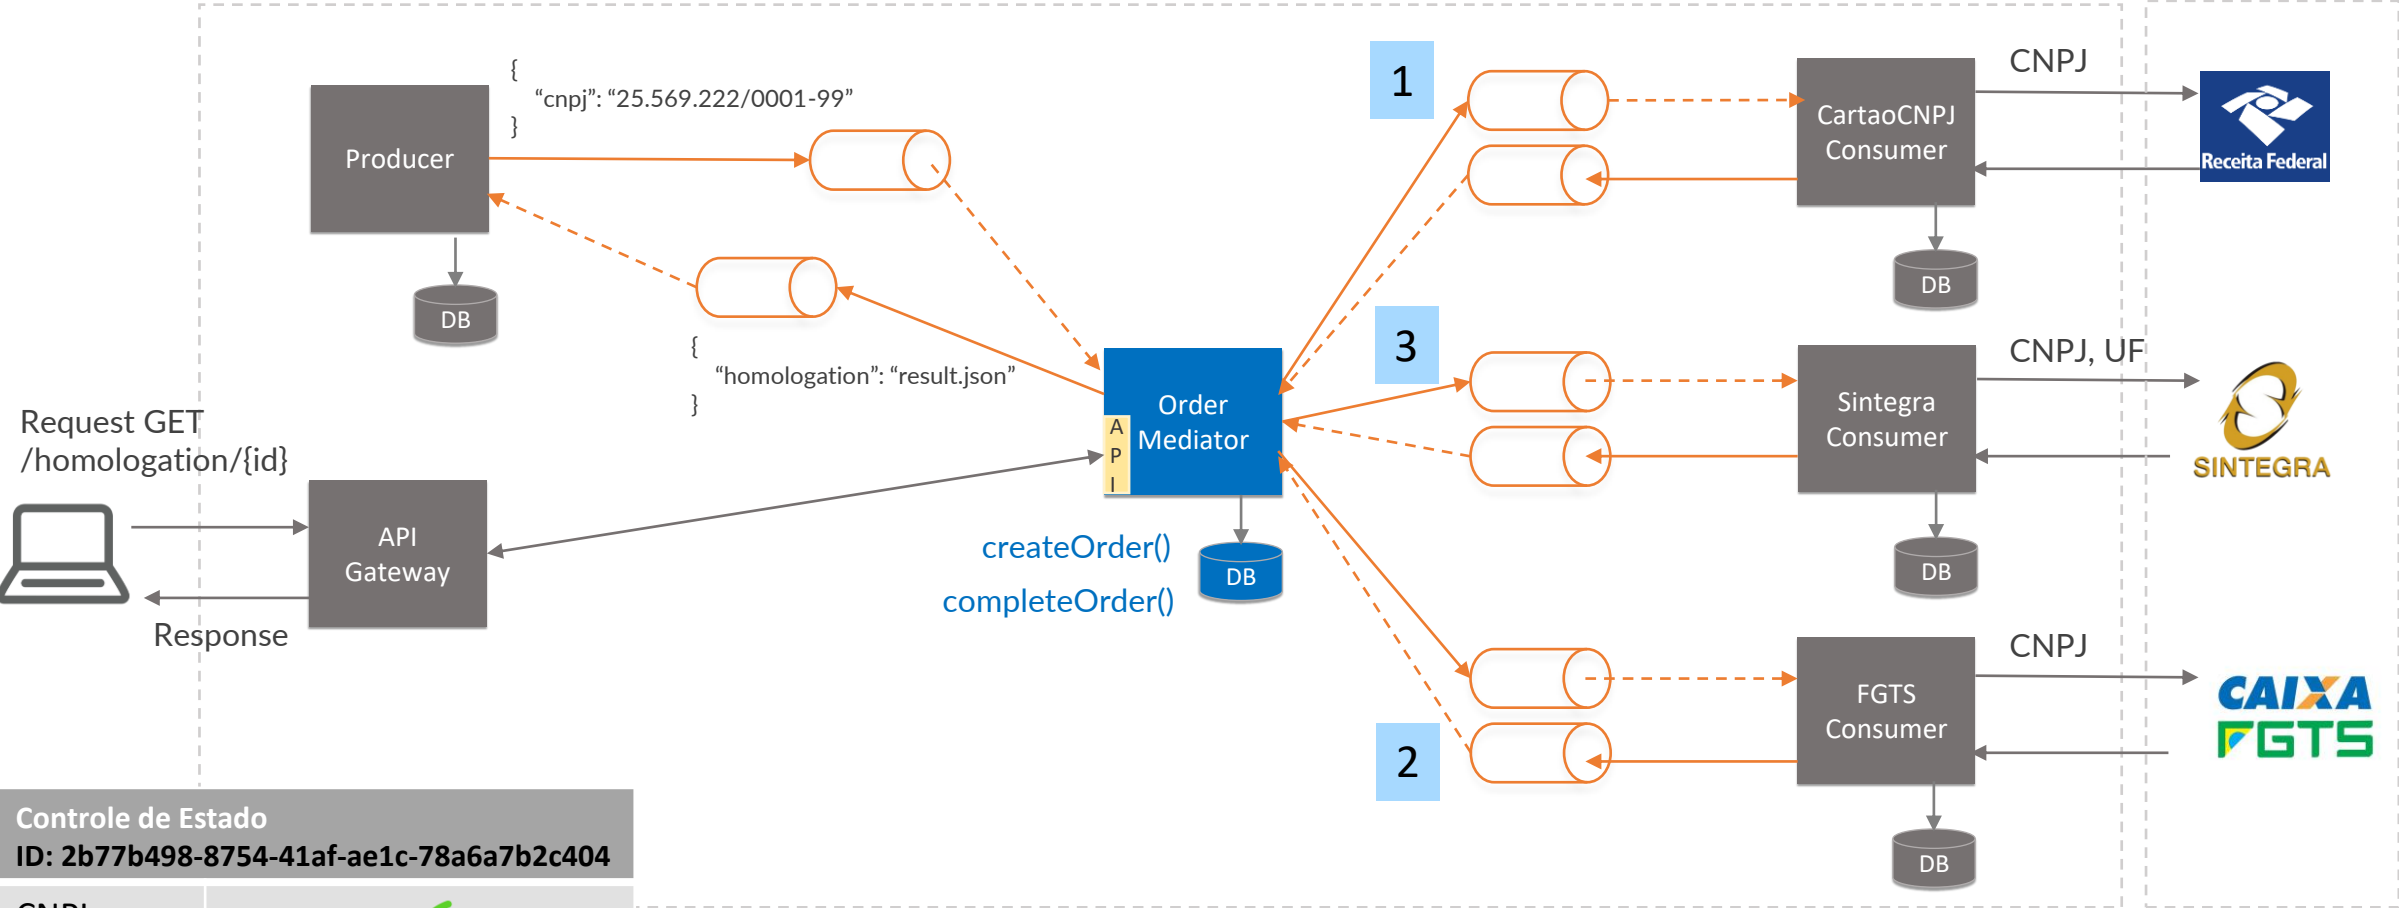 {
"cnpj": "25.569.222/0001-99"
}
Producer
DB
{
"homologation": "result.json"
}
Request GET
/homologation/{id}
API
Gateway
Response
Order
Mediator
A
P
I
createOrder()
completeOrder()
DB
1
CartaoCNPJ
Consumer
CNPJ
Receita Federal
DB
3
Sintegra
Consumer
CNPJ, UF
SINTEGRA
DB
2
FGTS
Consumer
CNPJ
CAIXA
FGTS
DB
Controle de Estado
ID: 2b77b498-8754-41af-ae1c-78a6a7b2c404
CNPJ